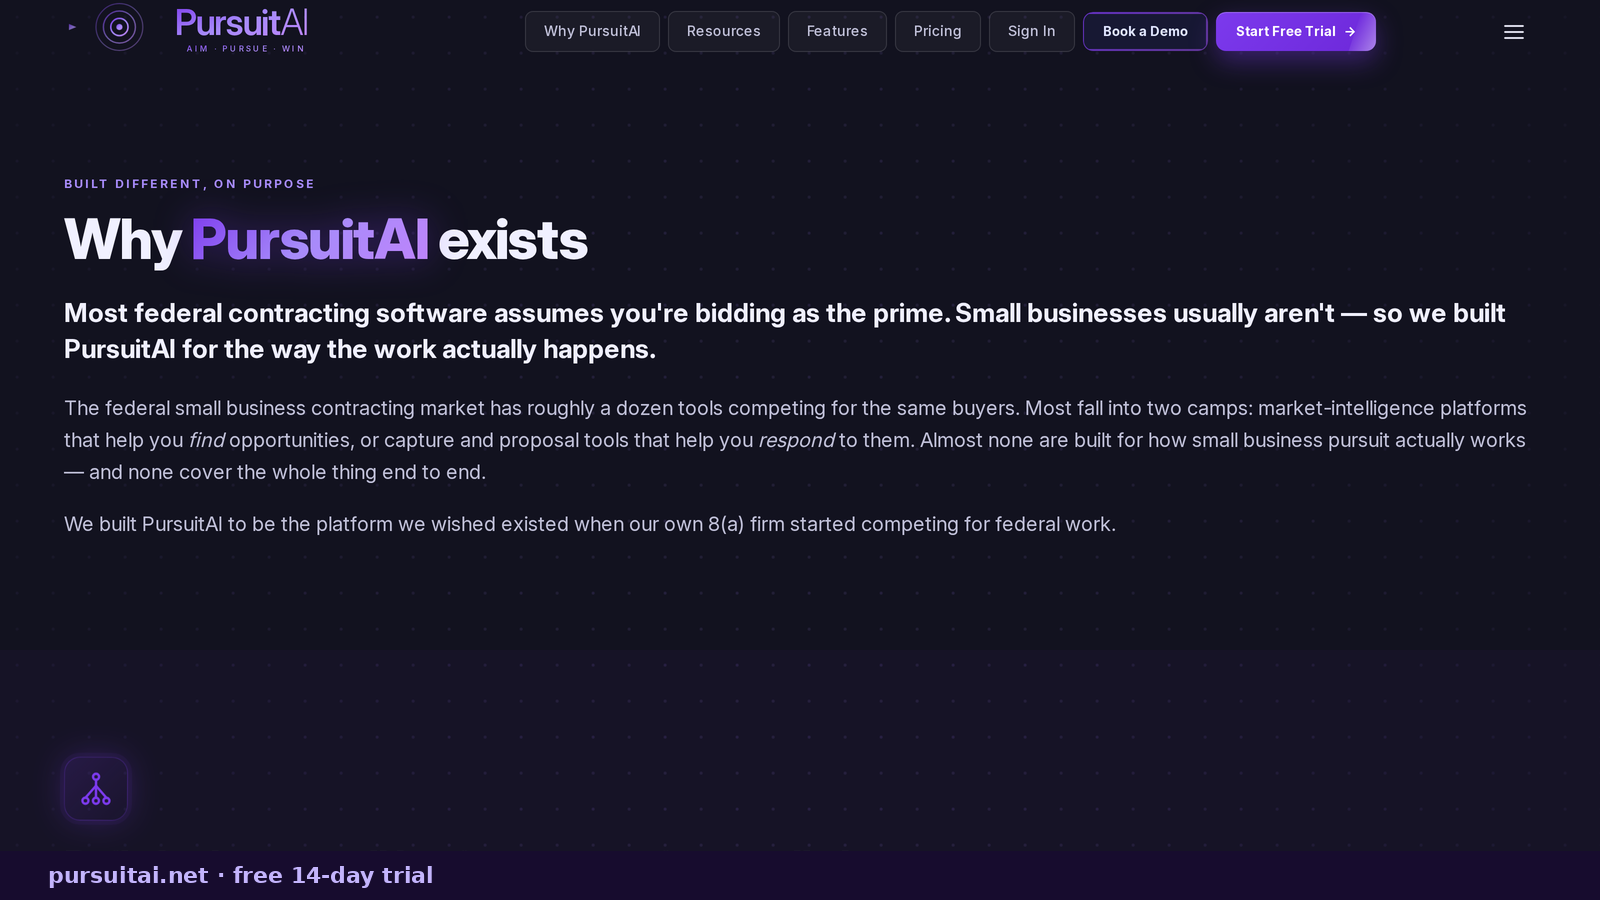 PursuitAI
AIM · PURSUE · WIN
Why PursuitAI
Resources
Features
Pricing
Sign In
Book a Demo
Start Free Trial →
BUILT DIFFERENT, ON PURPOSE
Why PursuitAI exists
Most federal contracting software assumes you're bidding as the prime. Small businesses usually aren't — so we built
PursuitAI for the way the work actually happens.
The federal small business contracting market has roughly a dozen tools competing for the same buyers. Most fall into two camps: market-intelligence platforms
that help you find opportunities, or capture and proposal tools that help you respond to them. Almost none are built for how small business pursuit actually works
— and none cover the whole thing end to end.
We built PursuitAI to be the platform we wished existed when our own 8(a) firm started competing for federal work.
pursuitai.net · free 14-day trial